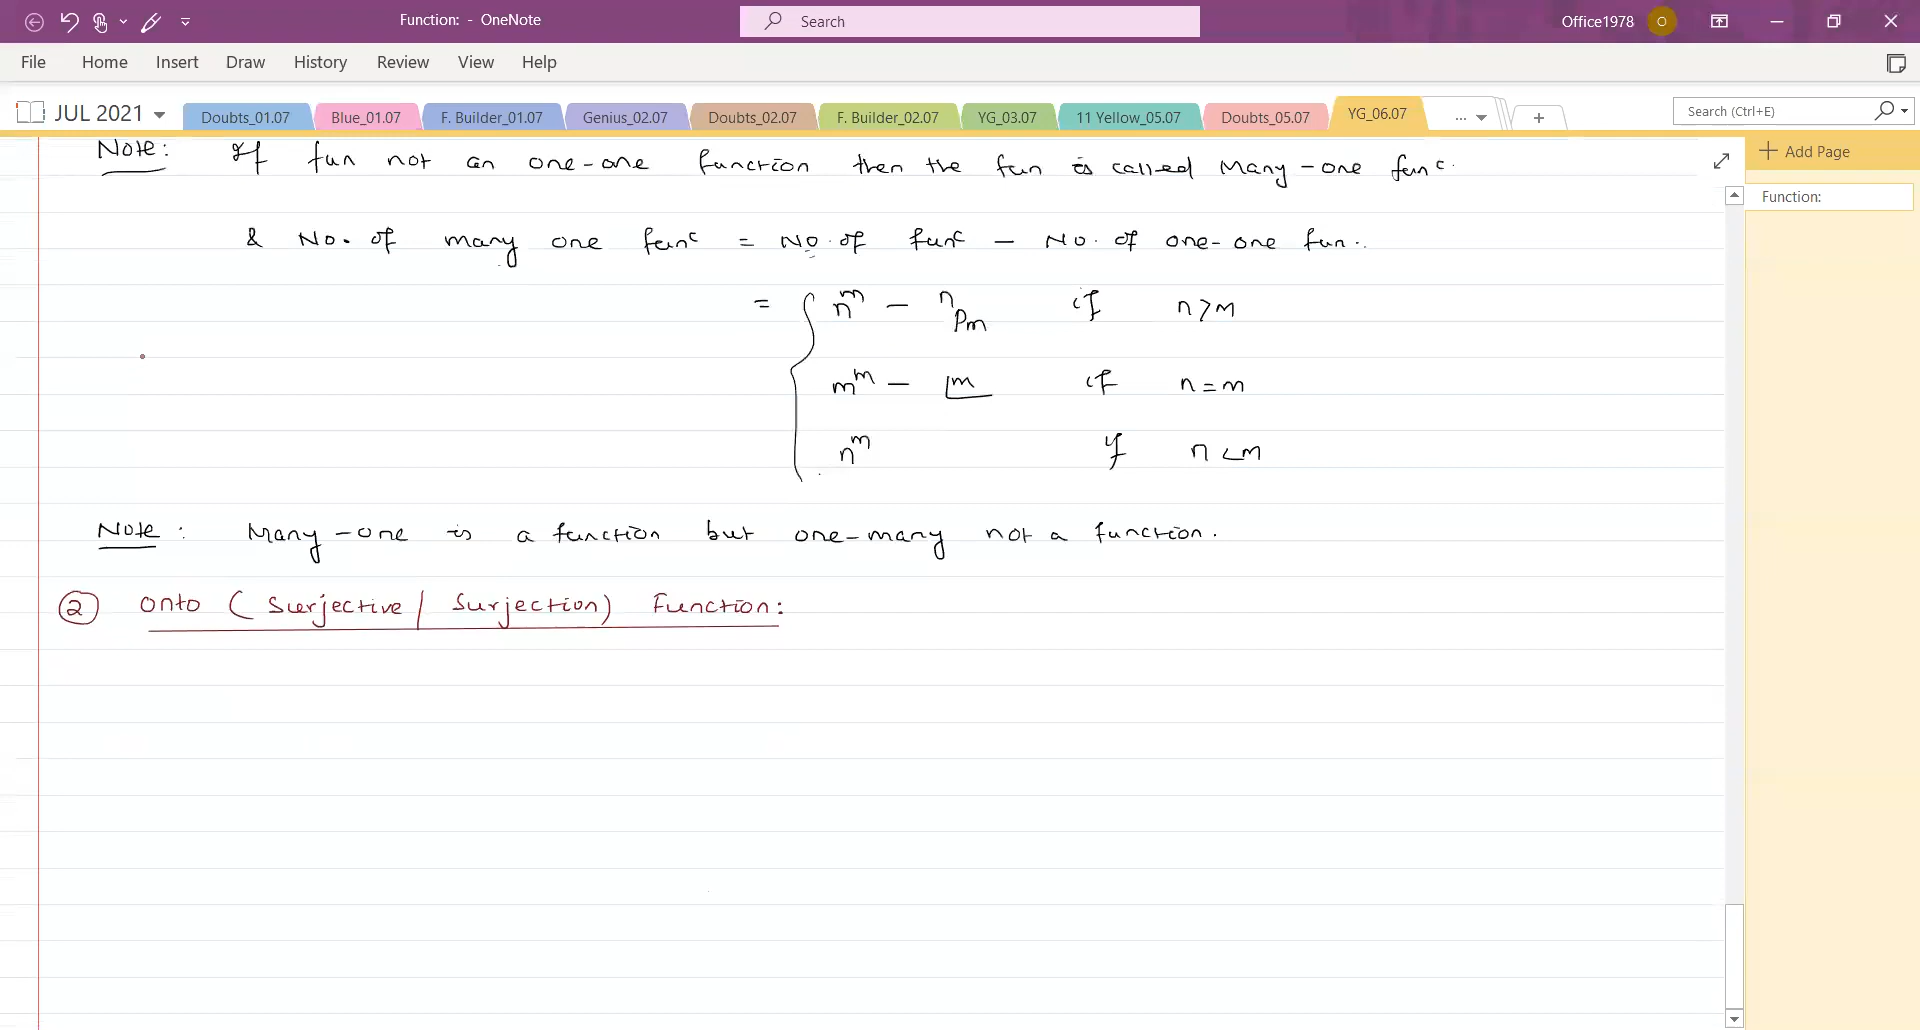 Function: - OneNote
Search
Office1978
O
File Home Insert Draw History Review View Help
JUL 2021
Doubts_01.07 Blue_01.07 F. Builder_01.07 Genius_02.07 Doubts_02.07 F. Builder_02.07 YG_03.07 11 Yellow_05.07 Doubts_05.07 YG_06.07 ... +
Search (Ctrl+E)
Add Page
Function:
Note: If fun not an one-one function then the fun is called Many-one func.
& No. of many one func = No. of func - No. of one-one fun.
= { n^m - nPm if n>m
m^m - |m if n=m
n^m if n<m
Note: Many-one is a function but one-many not a function.
2 Onto (Surjective / Surjection) Function: